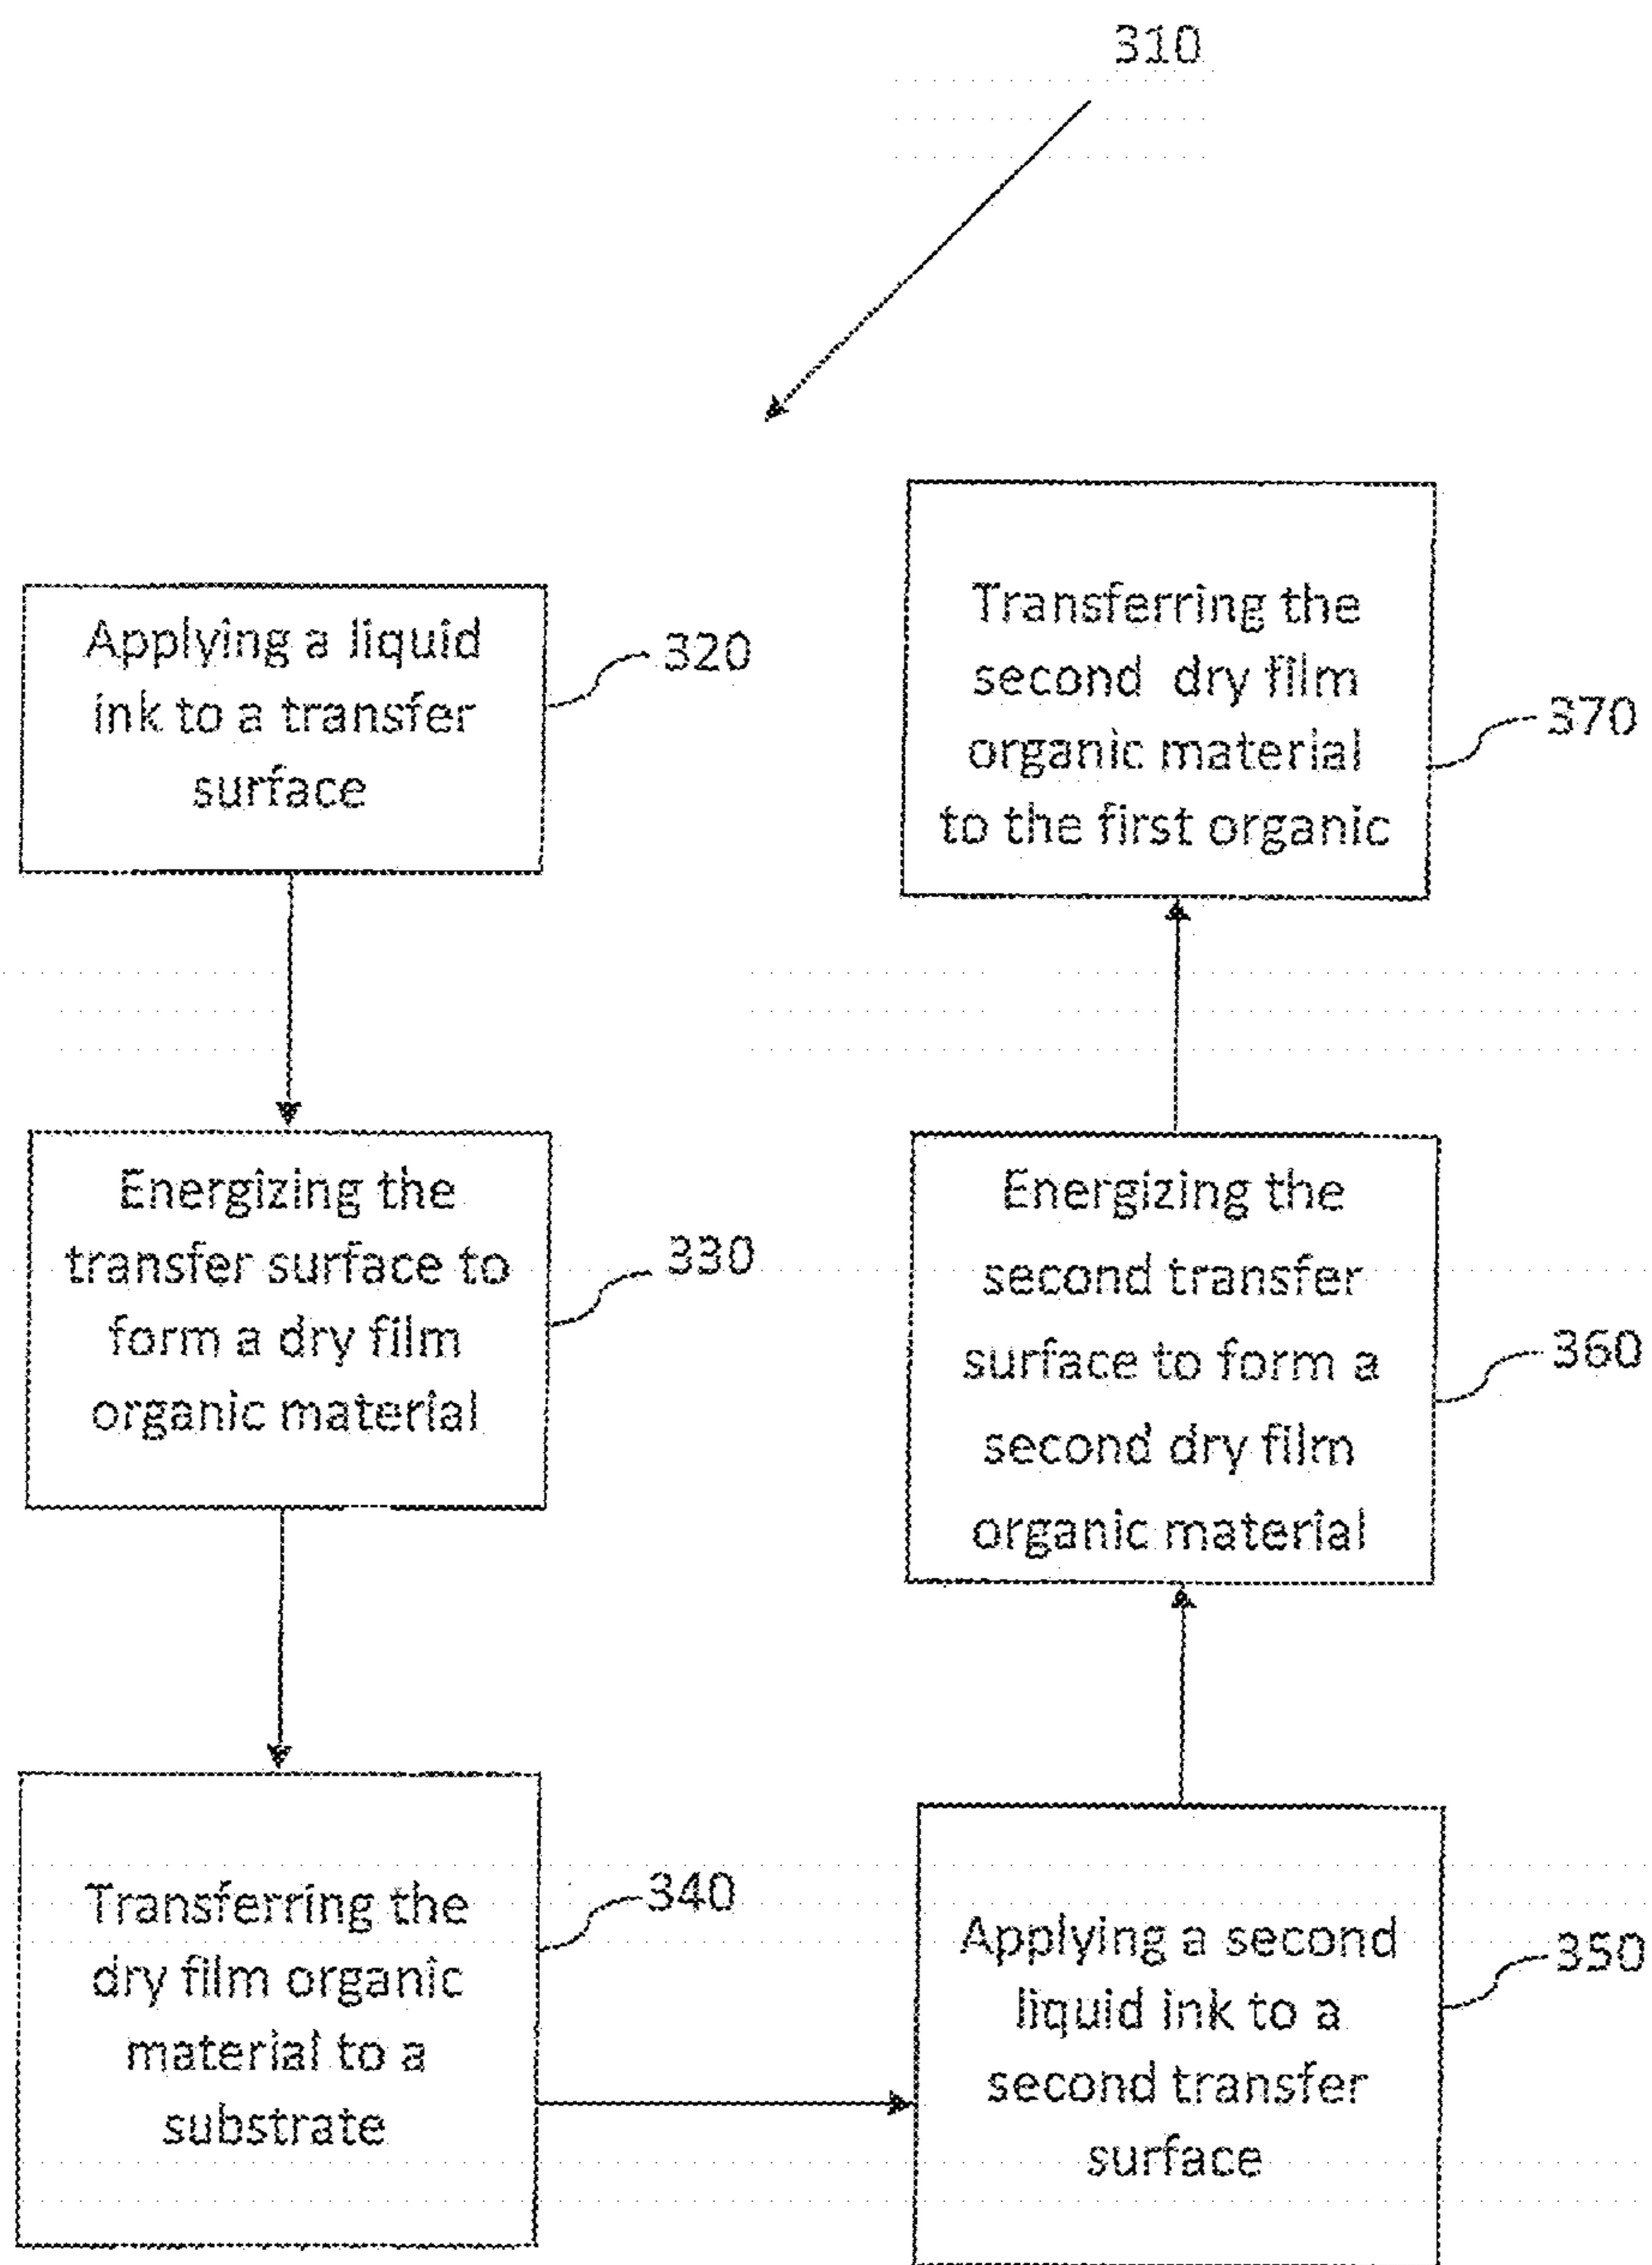 310
Applying a liquid
ink to a transfer
surface
320
Energizing the
transfer surface to
form a dry film
organic material
330
Transferring the
dry film organic
material to a
substrate
340
Applying a second
liquid ink to a
second transfer
surface
350
Energizing the
second transfer
surface to form a
second dry film
organic material
360
Transferring the
second dry film
organic material
to the first organic
370